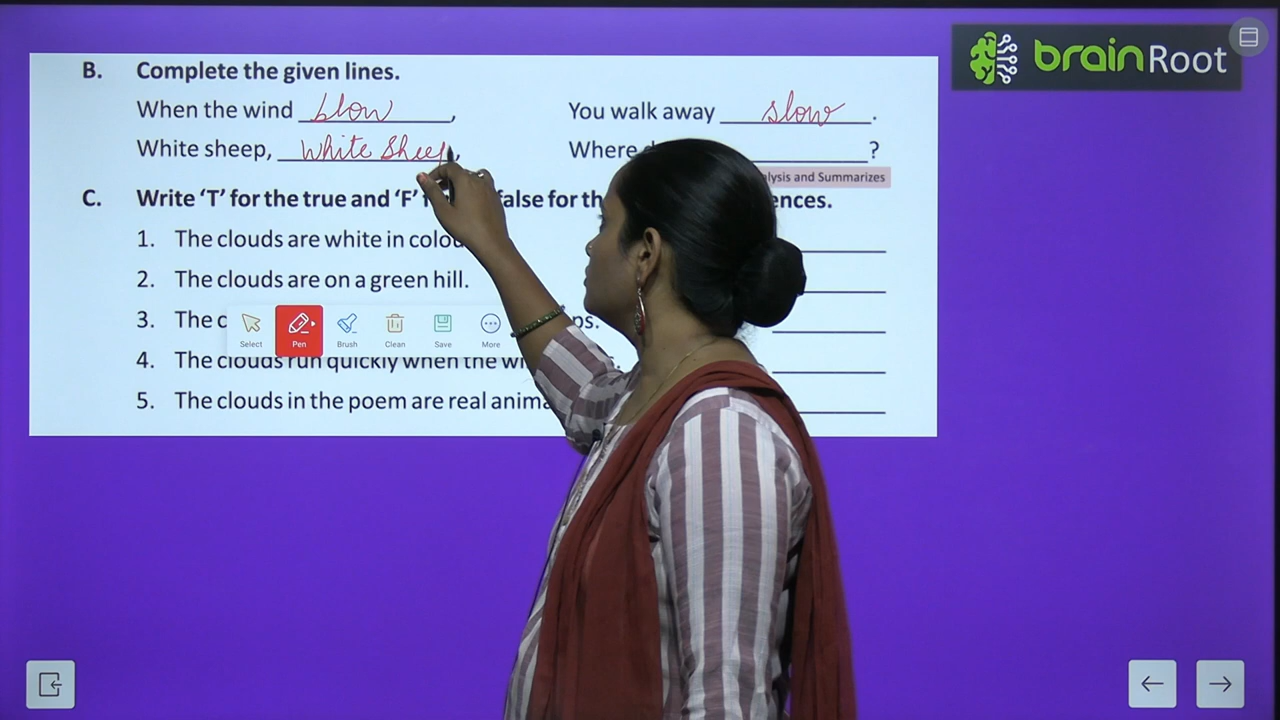 brainRoot
B. Complete the given lines.
When the wind blow, You walk away slow.
White sheep, White Sheep, Where ?
lysis and Summarizes
C. Write ‘T’ for the true and ‘F’ false for th ences.
1. The clouds are white in colou
2. The clouds are on a green hill.
3. The c ps.
Select Pen Brush Clean Save More
4. The clouds run quickly when the wi s.
5. The clouds in the poem are real anima